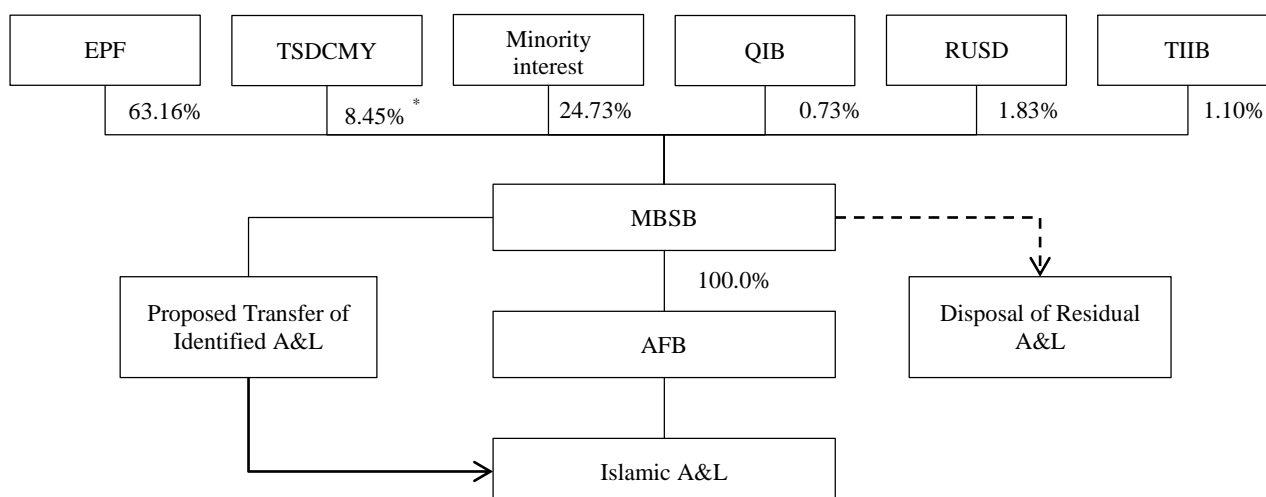 EPF
TSDCMY
Minority
interest
QIB
RUSD
TIIB
63.16%
8.45% *
24.73%
0.73%
1.83%
1.10%
MBSB
100.0%
Proposed Transfer of
Identified A&L
AFB
Disposal of Residual
A&L
Islamic A&L